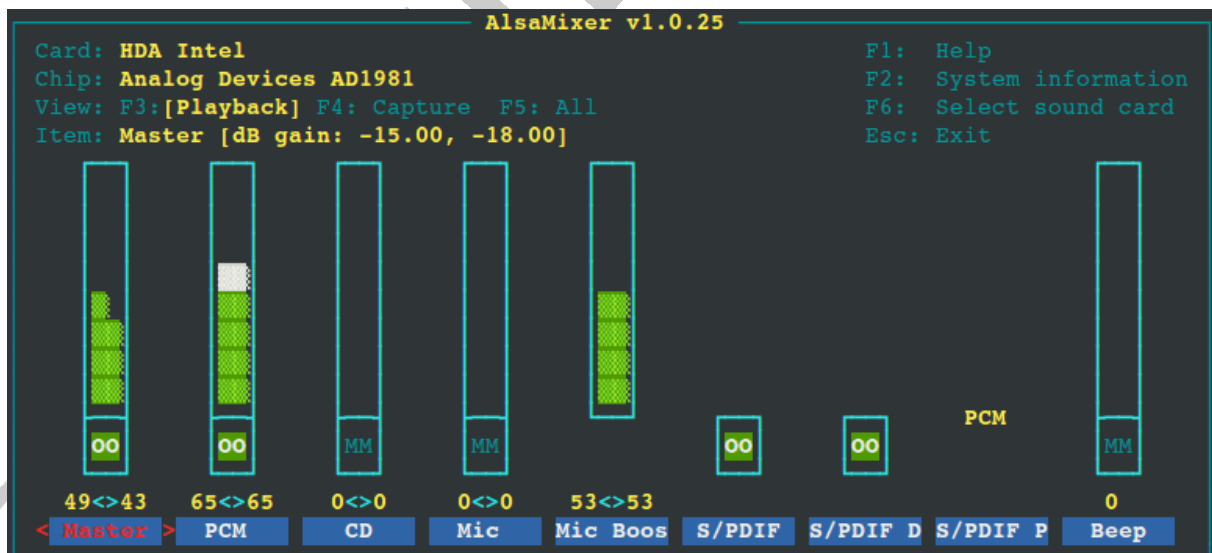 AlsaMixer v1.0.25
Card: HDA Intel F1: Help
Chip: Analog Devices AD1981 F2: System information
View: F3:[Playback] F4: Capture F5: All F6: Select sound card
Item: Master [dB gain: -15.00, -18.00] Esc: Exit
PCM
OO OO MM MM OO OO MM
49<>43 65<>65 0<>0 0<>0 53<>53 0
< Master > PCM CD Mic Mic Boos S/PDIF S/PDIF D S/PDIF P Beep